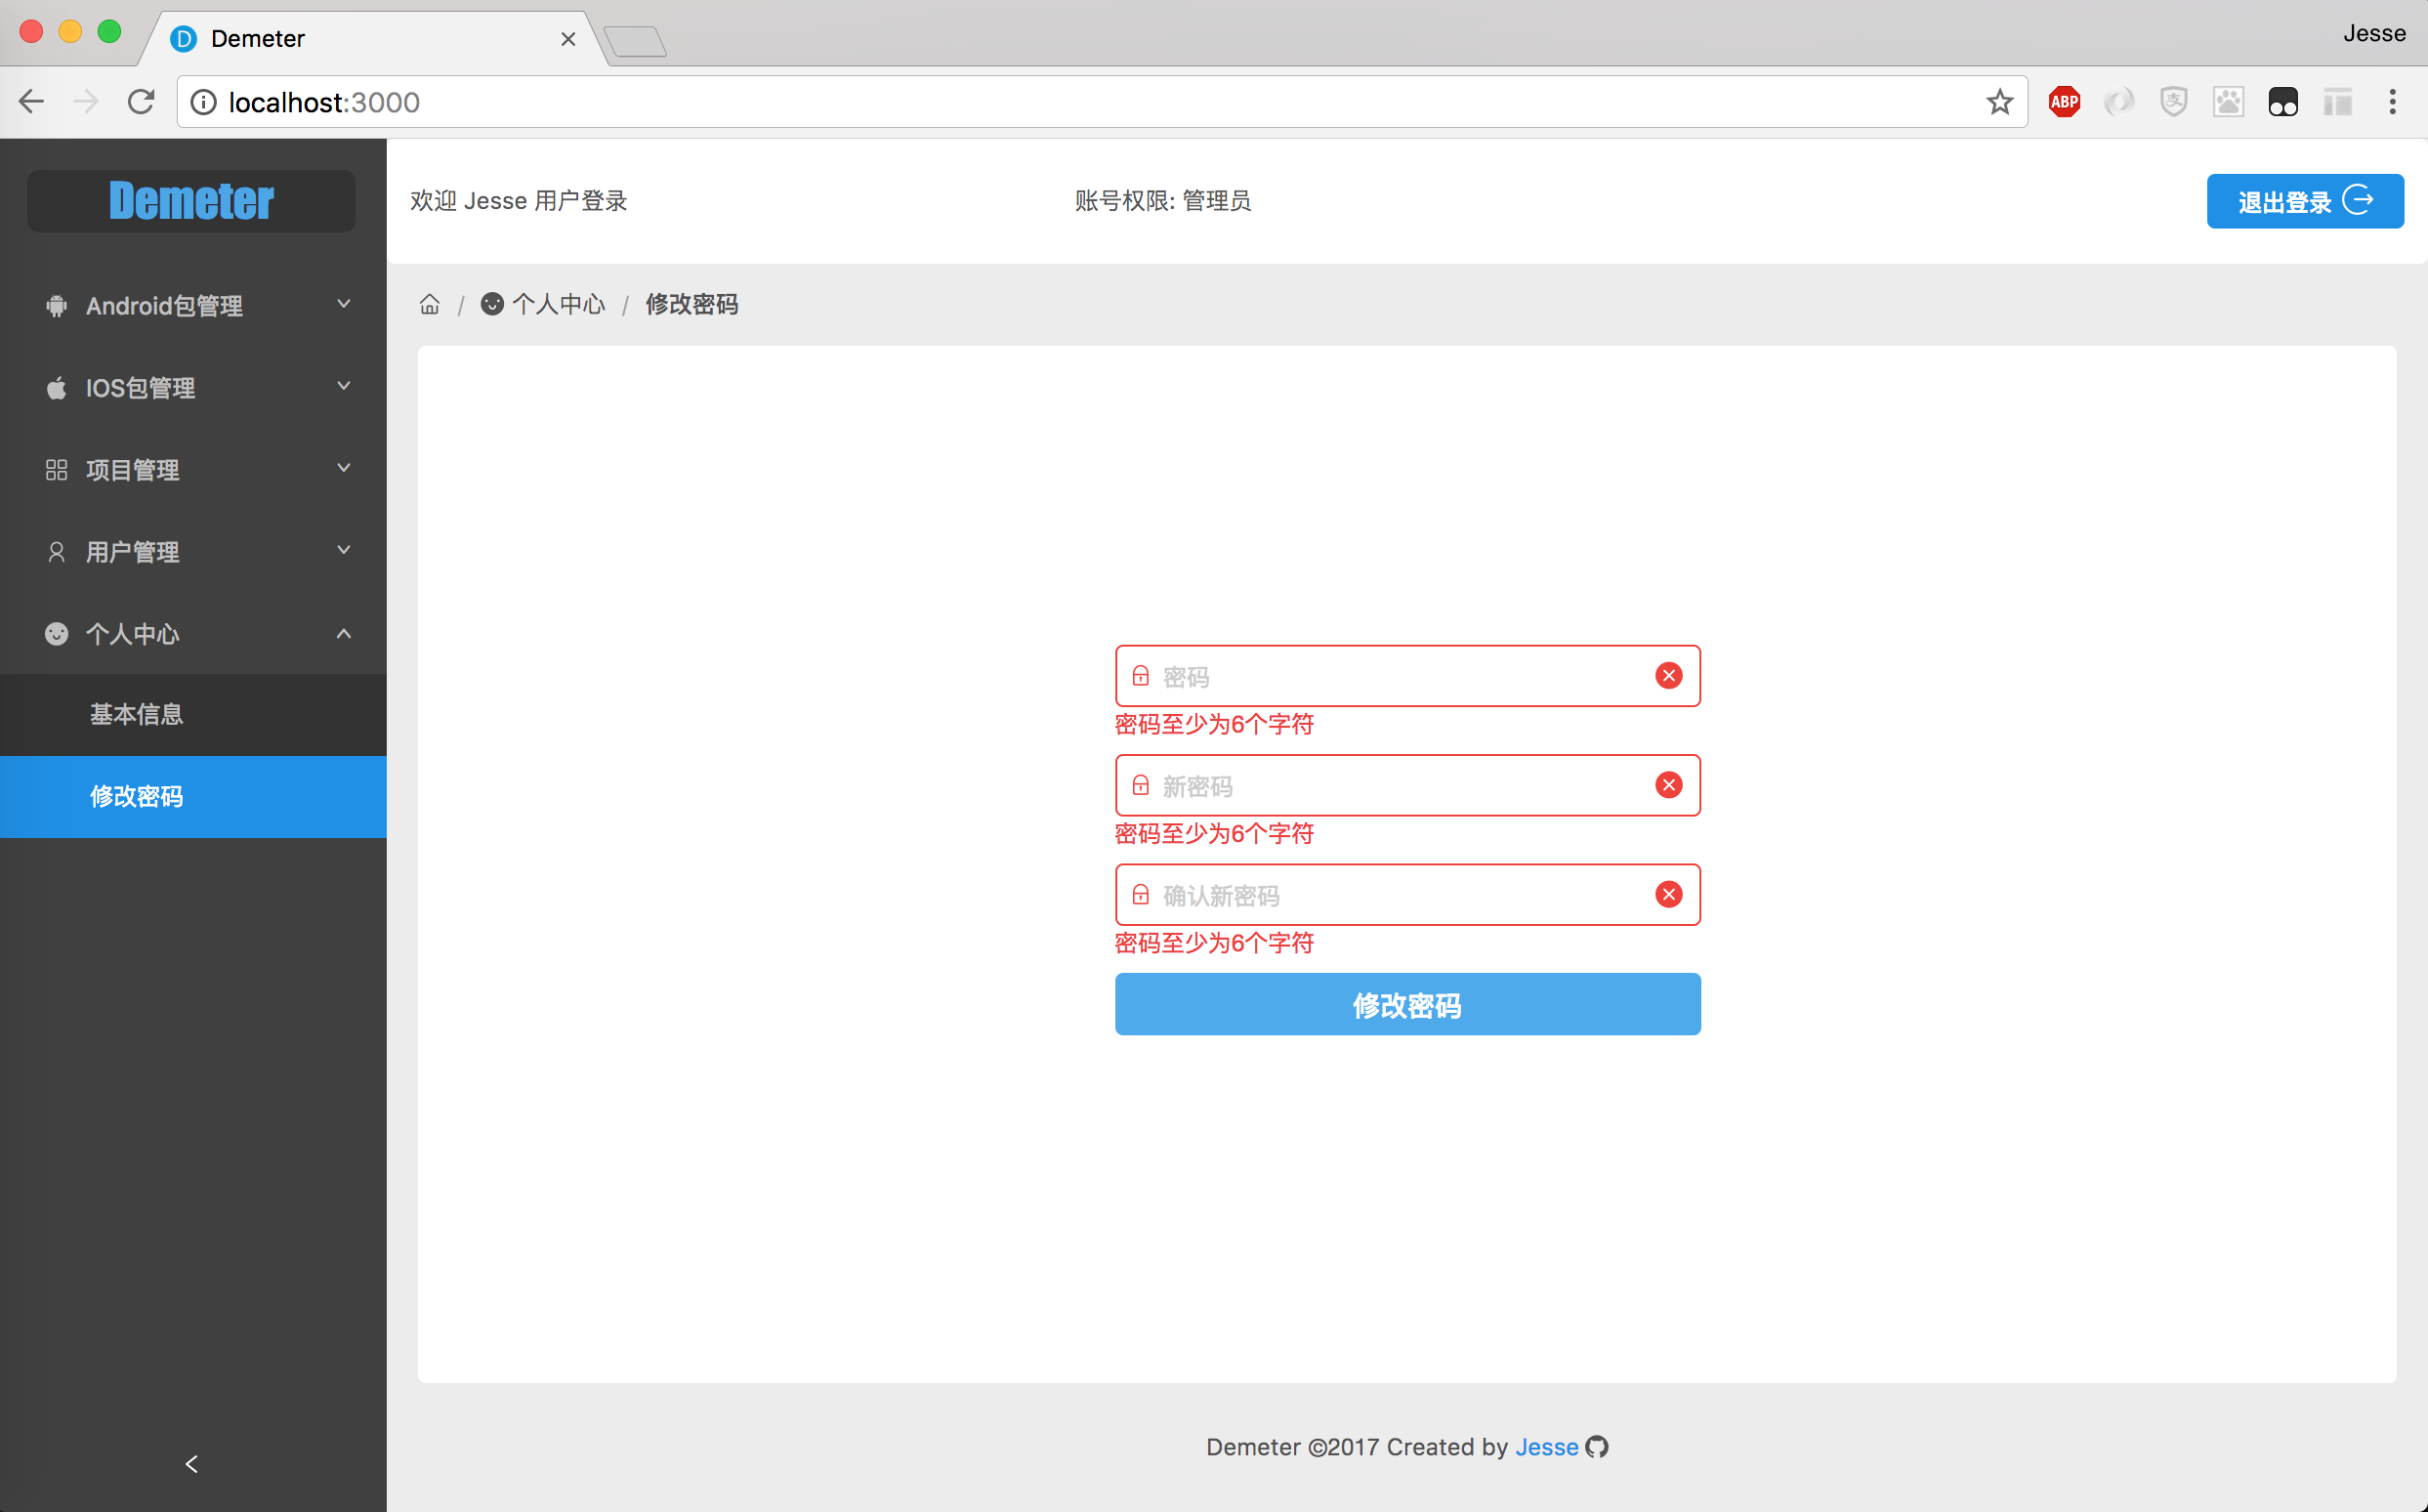 Demeter
Jesse
localhost:3000
ABP
支
Demeter
欢迎 Jesse 用户登录
账号权限: 管理员
退出登录
Android包管理
IOS包管理
项目管理
用户管理
个人中心
基本信息
修改密码
/ 个人中心 / 修改密码
密码
密码至少为6个字符
新密码
密码至少为6个字符
确认新密码
密码至少为6个字符
修改密码
Demeter ©2017 Created by Jesse